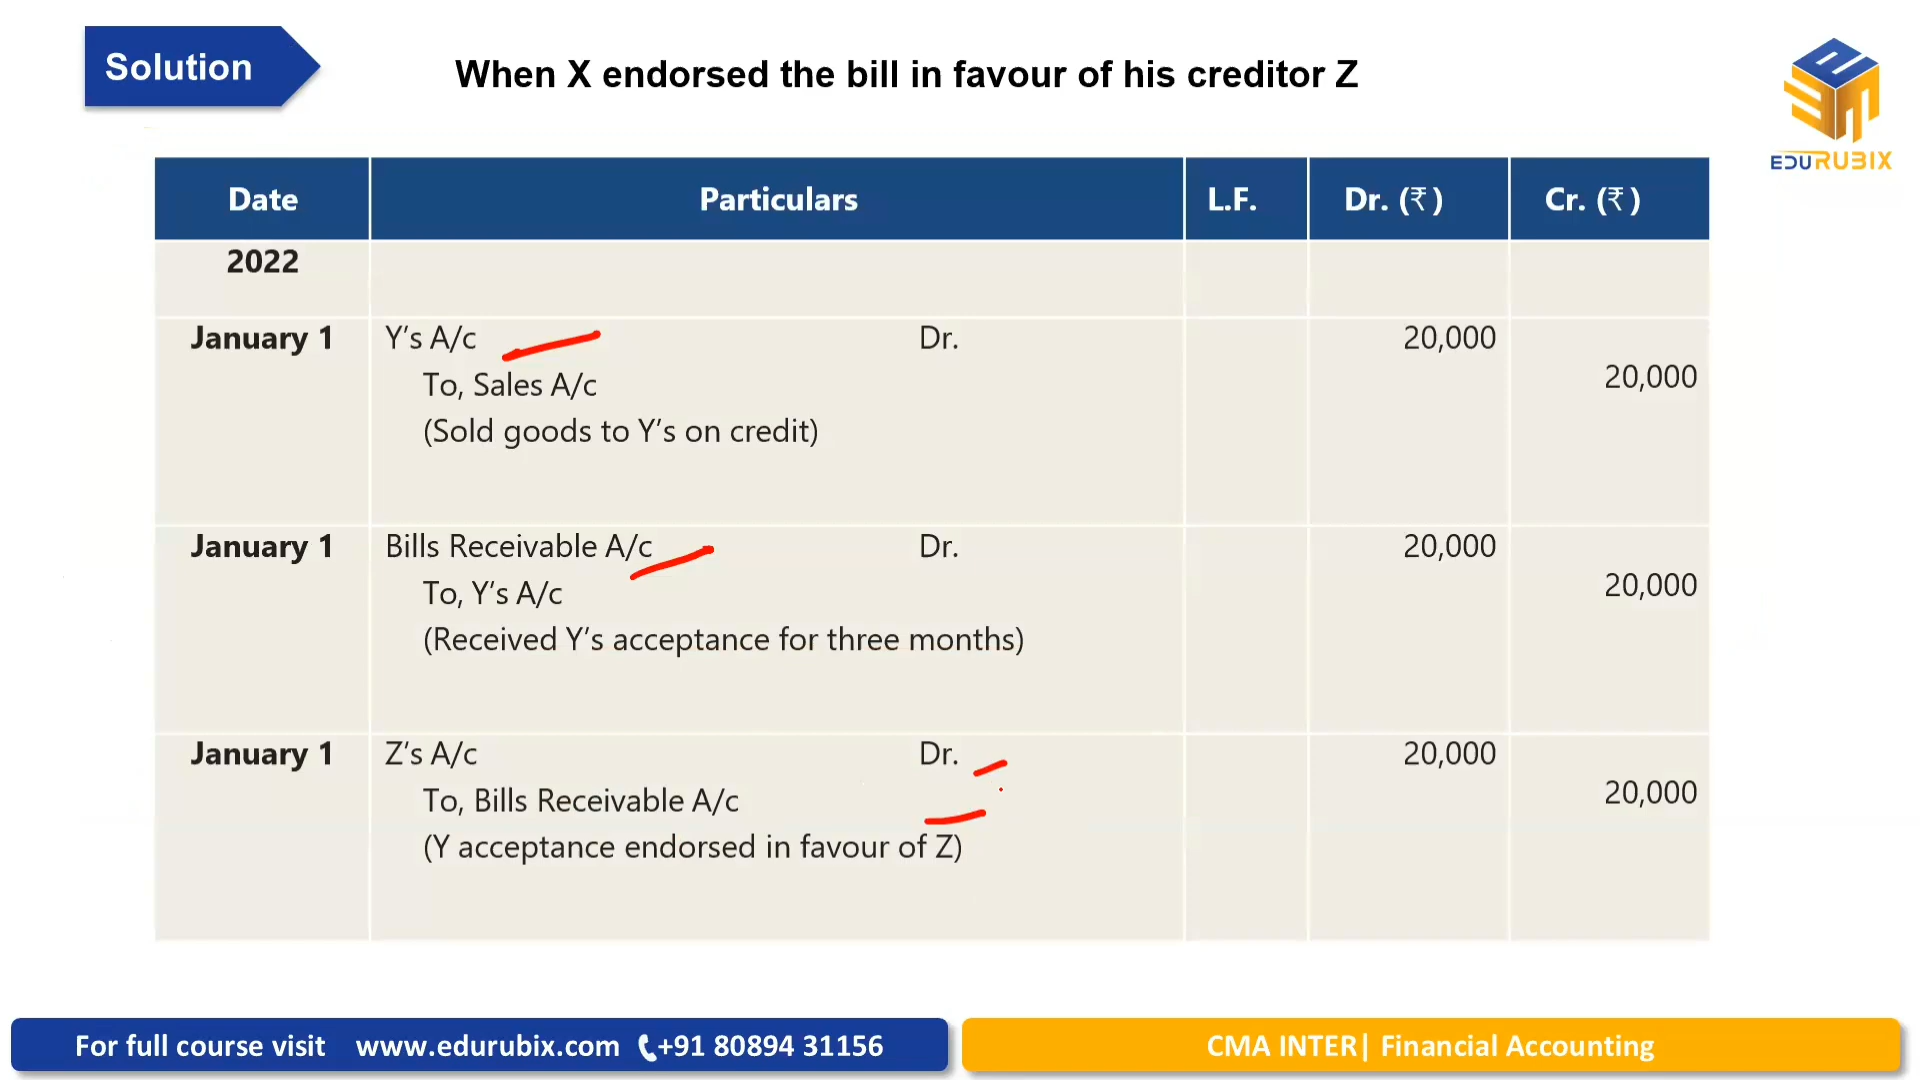 Solution
When X endorsed the bill in favour of his creditor Z
EDURUBIX
Date Particulars L.F. Dr. (₹) Cr. (₹)
2022
January 1 Y's A/c Dr. 20,000
To, Sales A/c 20,000
(Sold goods to Y's on credit)
January 1 Bills Receivable A/c Dr. 20,000
To, Y's A/c 20,000
(Received Y's acceptance for three months)
January 1 Z's A/c Dr. 20,000
To, Bills Receivable A/c 20,000
(Y acceptance endorsed in favour of Z)
For full course visit www.edurubix.com +91 80894 31156
CMA INTER| Financial Accounting